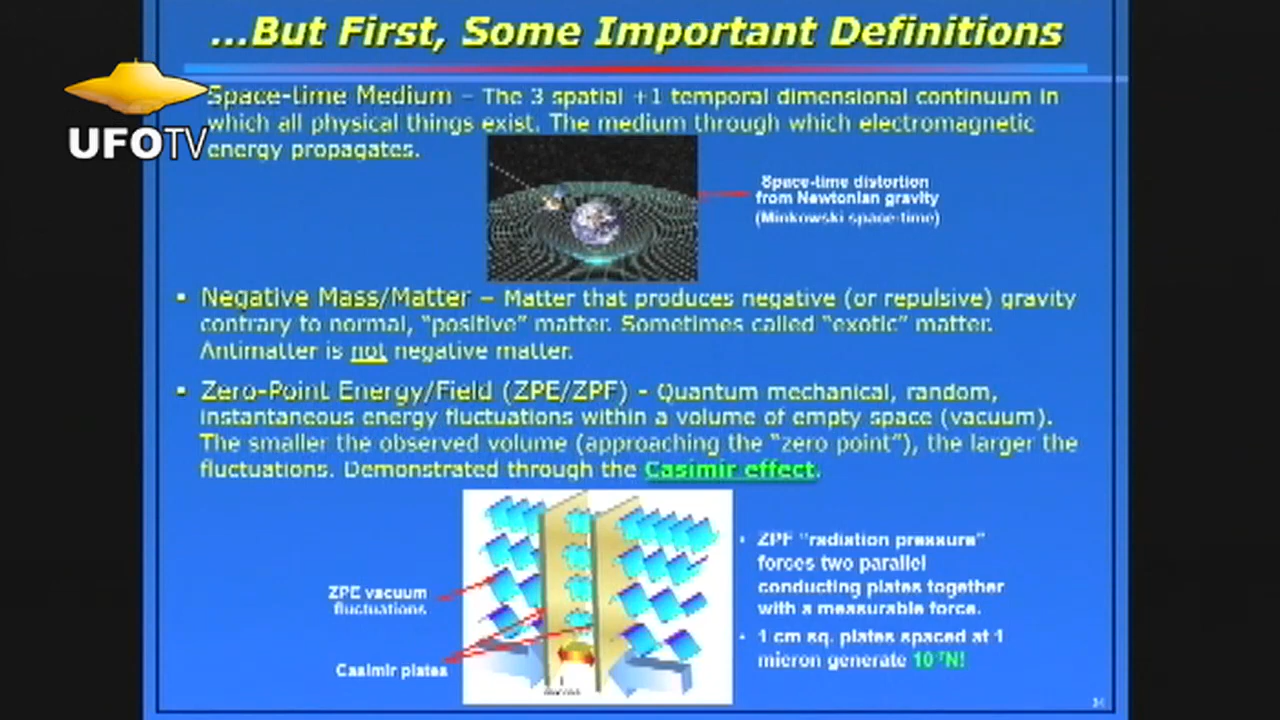 ...But First, Some Important Definitions
UFOTV
Space-time Medium – The 3 spatial +1 temporal dimensional continuum in
which all physical things exist. The medium through which electromagnetic
energy propagates.
Space-time distortion
from Newtonian gravity
(Minkowski space-time)
▪ Negative Mass/Matter – Matter that produces negative (or repulsive) gravity
contrary to normal, “positive” matter. Sometimes called “exotic” matter.
Antimatter is not negative matter.
▪ Zero-Point Energy/Field (ZPE/ZPF) - Quantum mechanical, random,
instantaneous energy fluctuations within a volume of empty space (vacuum).
The smaller the observed volume (approaching the “zero point”), the larger the
fluctuations. Demonstrated through the Casimir effect.
ZPE vacuum
fluctuations
Casimir plates
• ZPF “radiation pressure”
forces two parallel
conducting plates together
with a measurable force.
• 1 cm sq. plates spaced at 1
micron generate 10⁻⁷N!